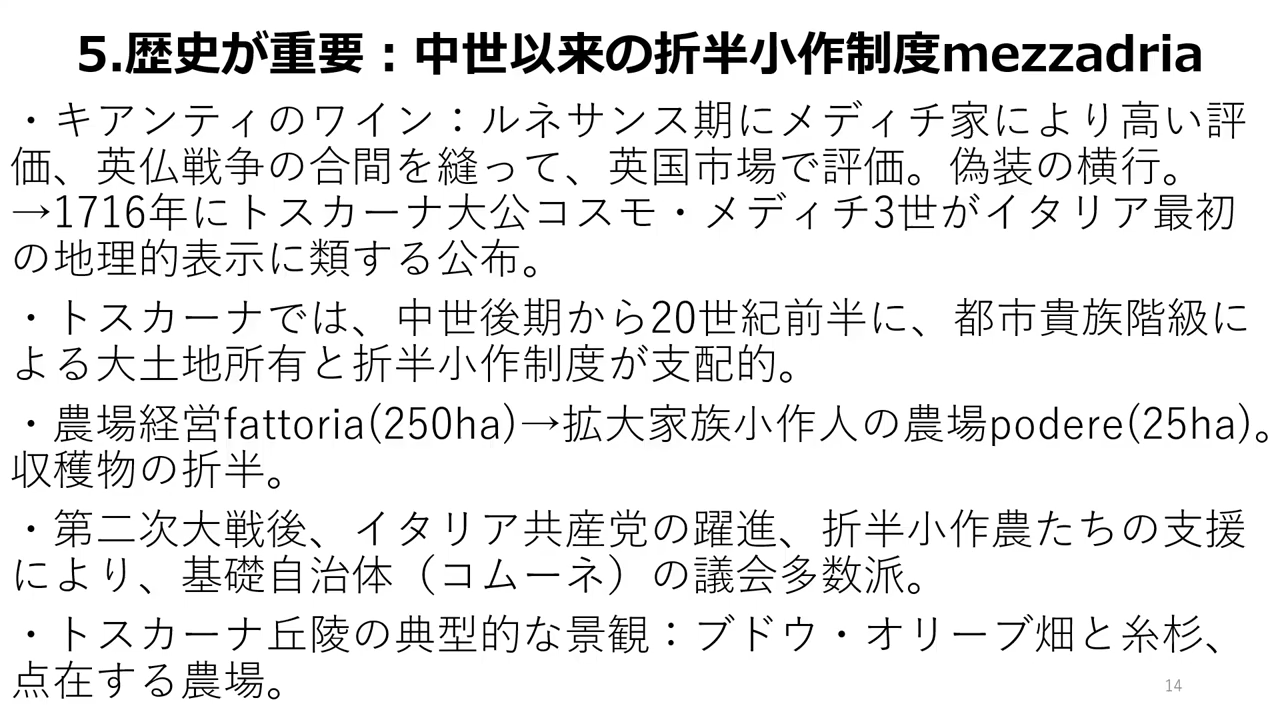 5.歴史が重要：中世以来の折半小作制度mezzadria
・キアンティのワイン：ルネサンス期にメディチ家により高い評
価、英仏戦争の合間を縫って、英国市場で評価。偽装の横行。
→1716年にトスカーナ大公コスモ・メディチ3世がイタリア最初
の地理的表示に類する公布。
・トスカーナでは、中世後期から20世紀前半に、都市貴族階級に
よる大土地所有と折半小作制度が支配的。
・農場経営fattoria(250ha)→拡大家族小作人の農場podere(25ha)。
収穫物の折半。
・第二次大戦後、イタリア共産党の躍進、折半小作農たちの支援
により、基礎自治体（コムーネ）の議会多数派。
・トスカーナ丘陵の典型的な景観：ブドウ・オリーブ畑と糸杉、
点在する農場。
14